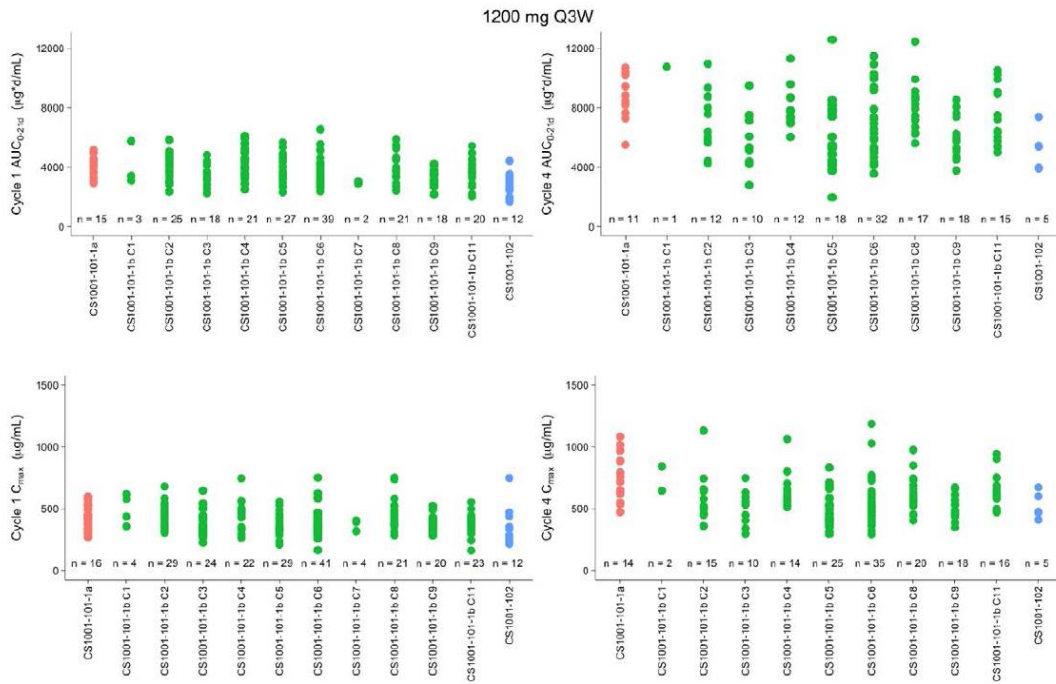 1200 mg Q3W
Cycle 1 AUC0-21d (μg*d/mL)
12000
8000
4000
0
n = 15 n = 3 n = 25 n = 18 n = 21 n = 27 n = 39 n = 2 n = 21 n = 18 n = 20 n = 12
CS1001-101-1a
CS1001-101-1b C1
CS1001-101-1b C2
CS1001-101-1b C3
CS1001-101-1b C4
CS1001-101-1b C5
CS1001-101-1b C6
CS1001-101-1b C7
CS1001-101-1b C8
CS1001-101-1b C9
CS1001-101-1b C11
CS1001-102
Cycle 4 AUC0-21d (μg*d/mL)
12000
8000
4000
0
n = 11 n = 1 n = 12 n = 10 n = 12 n = 18 n = 32 n = 17 n = 18 n = 15 n = 5
CS1001-101-1a
CS1001-101-1b C1
CS1001-101-1b C2
CS1001-101-1b C3
CS1001-101-1b C4
CS1001-101-1b C5
CS1001-101-1b C6
CS1001-101-1b C8
CS1001-101-1b C9
CS1001-101-1b C11
CS1001-102
Cycle 1 Cmax (μg/mL)
1500
1000
500
0
n = 16 n = 4 n = 29 n = 24 n = 22 n = 29 n = 41 n = 4 n = 21 n = 20 n = 23 n = 12
CS1001-101-1a
CS1001-101-1b C1
CS1001-101-1b C2
CS1001-101-1b C3
CS1001-101-1b C4
CS1001-101-1b C5
CS1001-101-1b C6
CS1001-101-1b C7
CS1001-101-1b C8
CS1001-101-1b C9
CS1001-101-1b C11
CS1001-102
Cycle 4 Cmax (μg/mL)
1500
1000
500
0
n = 14 n = 2 n = 15 n = 10 n = 14 n = 25 n = 35 n = 20 n = 18 n = 16 n = 5
CS1001-101-1a
CS1001-101-1b C1
CS1001-101-1b C2
CS1001-101-1b C3
CS1001-101-1b C4
CS1001-101-1b C5
CS1001-101-1b C6
CS1001-101-1b C8
CS1001-101-1b C9
CS1001-101-1b C11
CS1001-102